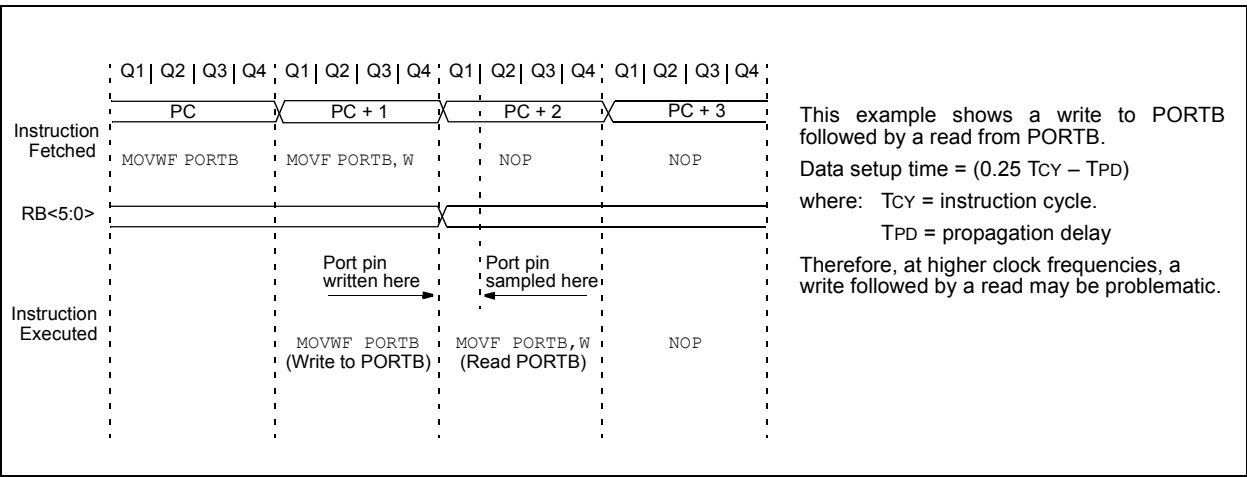 Q1 | Q2 | Q3 | Q4 Q1 | Q2 | Q3 | Q4 Q1 | Q2 | Q3 | Q4 Q1 | Q2 | Q3 | Q4
PC PC + 1 PC + 2 PC + 3
Instruction
Fetched
MOVWF PORTB MOVF PORTB, W NOP NOP
RB<5:0>
Port pin
written here
Port pin
sampled here
Instruction
Executed
MOVWF PORTB
(Write to PORTB)
MOVF PORTB,W
(Read PORTB)
NOP
This example shows a write to PORTB
followed by a read from PORTB.
Data setup time = (0.25 TCY – TPD)
where: TCY = instruction cycle.
TPD = propagation delay
Therefore, at higher clock frequencies, a
write followed by a read may be problematic.